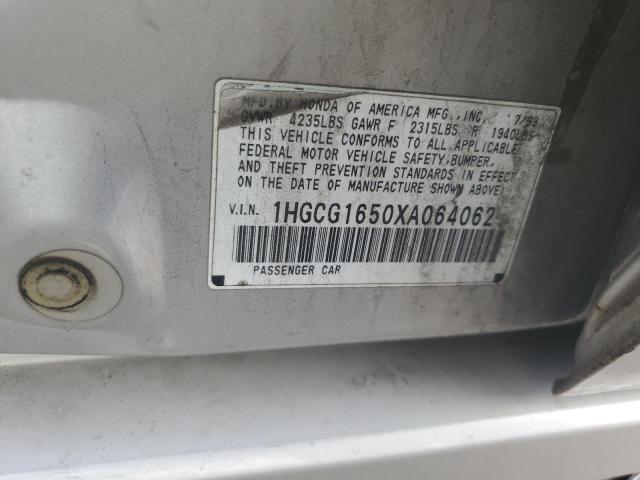 MFD. BY HONDA OF AMERICA MFG., INC. 7/99
GVWR 4235LBS GAWR F 2315LBS R 1940LBS
THIS VEHICLE CONFORMS TO ALL APPLICABLE
FEDERAL MOTOR VEHICLE SAFETY, BUMPER,
AND THEFT PREVENTION STANDARDS IN EFFECT
ON THE DATE OF MANUFACTURE SHOWN ABOVE.
V.I.N. 1HGCG1650XA064062
PASSENGER CAR